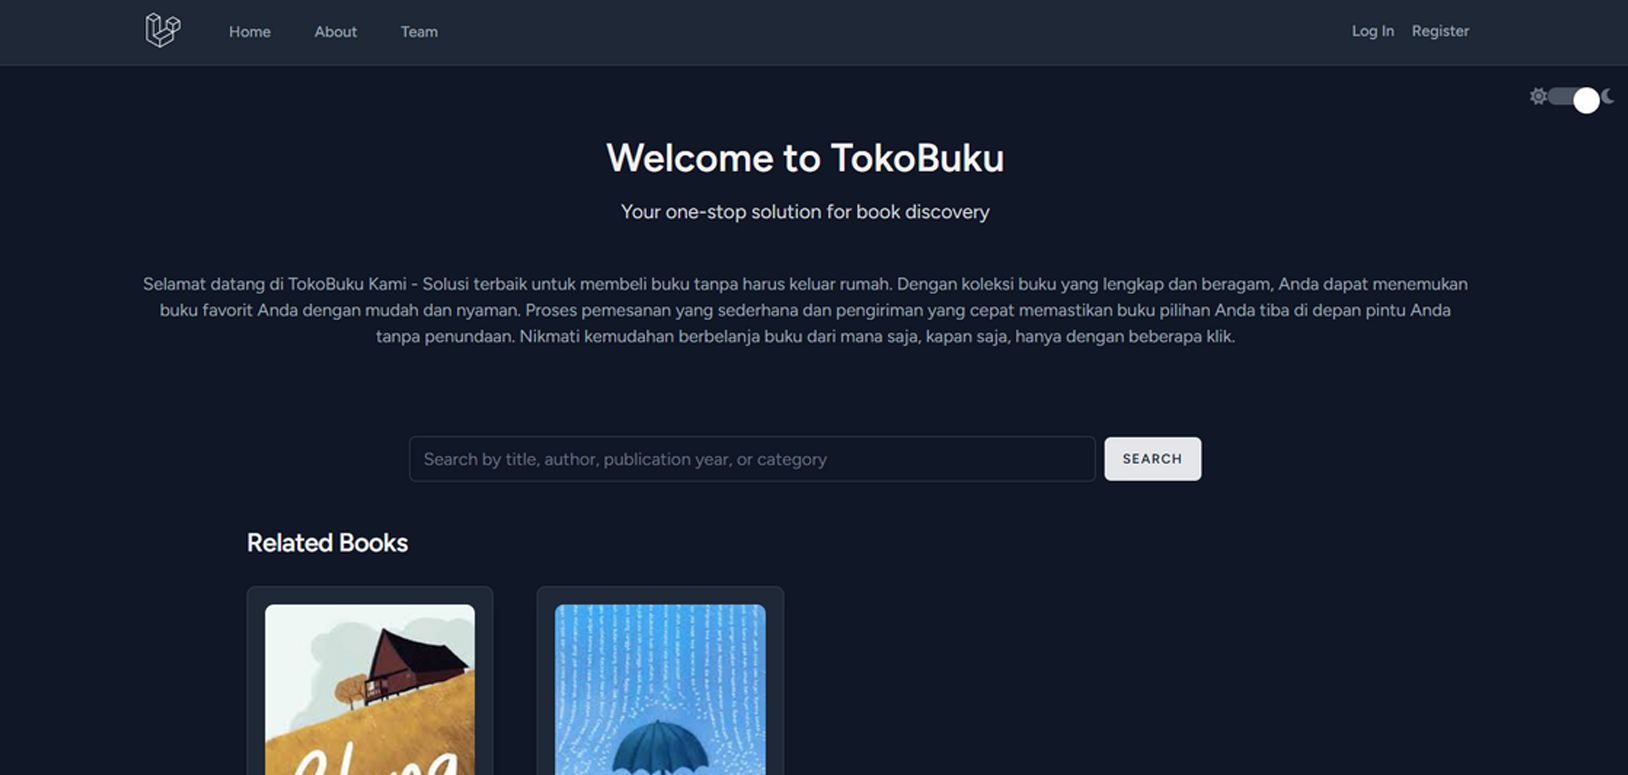 Home About Team Log In Register
Welcome to TokoBuku
Your one-stop solution for book discovery
Selamat datang di TokoBuku Kami - Solusi terbaik untuk membeli buku tanpa harus keluar rumah. Dengan koleksi buku yang lengkap dan beragam, Anda dapat menemukan
buku favorit Anda dengan mudah dan nyaman. Proses pemesanan yang sederhana dan pengiriman yang cepat memastikan buku pilihan Anda tiba di depan pintu Anda
tanpa penundaan. Nikmati kemudahan berbelanja buku dari mana saja, kapan saja, hanya dengan beberapa klik.
Search by title, author, publication year, or category SEARCH
Related Books